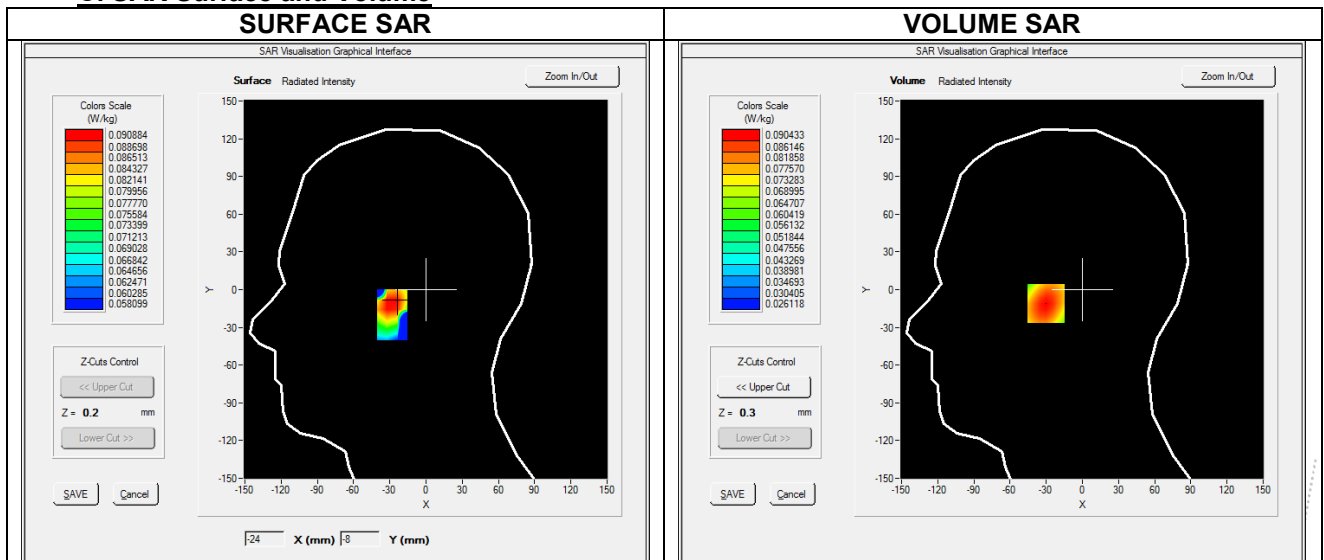 SAR Surface and Volume
SURFACE SAR
SAR Visualisation Graphical Interface
Surface Radiated Intensity
Zoom In/Out
Colors Scale
(W/kg)
0.090884
0.088698
0.086513
0.084327
0.082141
0.079956
0.077770
0.075584
0.073399
0.071213
0.069028
0.066842
0.064656
0.062471
0.060285
0.058099
Z-Cuts Control
<< Upper Cut
Z = 0.2 mm
Lower Cut >>
SAVE Cancel
150
120
90
60
30
0
-30
-60
-90
-120
-150
Y
-150 -120 -90 -60 -30 0 30 60 90 120 150
X
-24 X (mm) -8 Y (mm)
VOLUME SAR
SAR Visualisation Graphical Interface
Volume Radiated Intensity
Zoom In/Out
Colors Scale
(W/kg)
0.090433
0.086146
0.081858
0.077570
0.073283
0.068995
0.064707
0.060419
0.056132
0.051844
0.047556
0.043269
0.038981
0.034693
0.030405
0.026118
Z-Cuts Control
<< Upper Cut
Z = 0.3 mm
Lower Cut >>
SAVE Cancel
150
120
90
60
30
0
-30
-60
-90
-120
-150
Y
-150 -120 -90 -60 -30 0 30 60 90 120 150
X